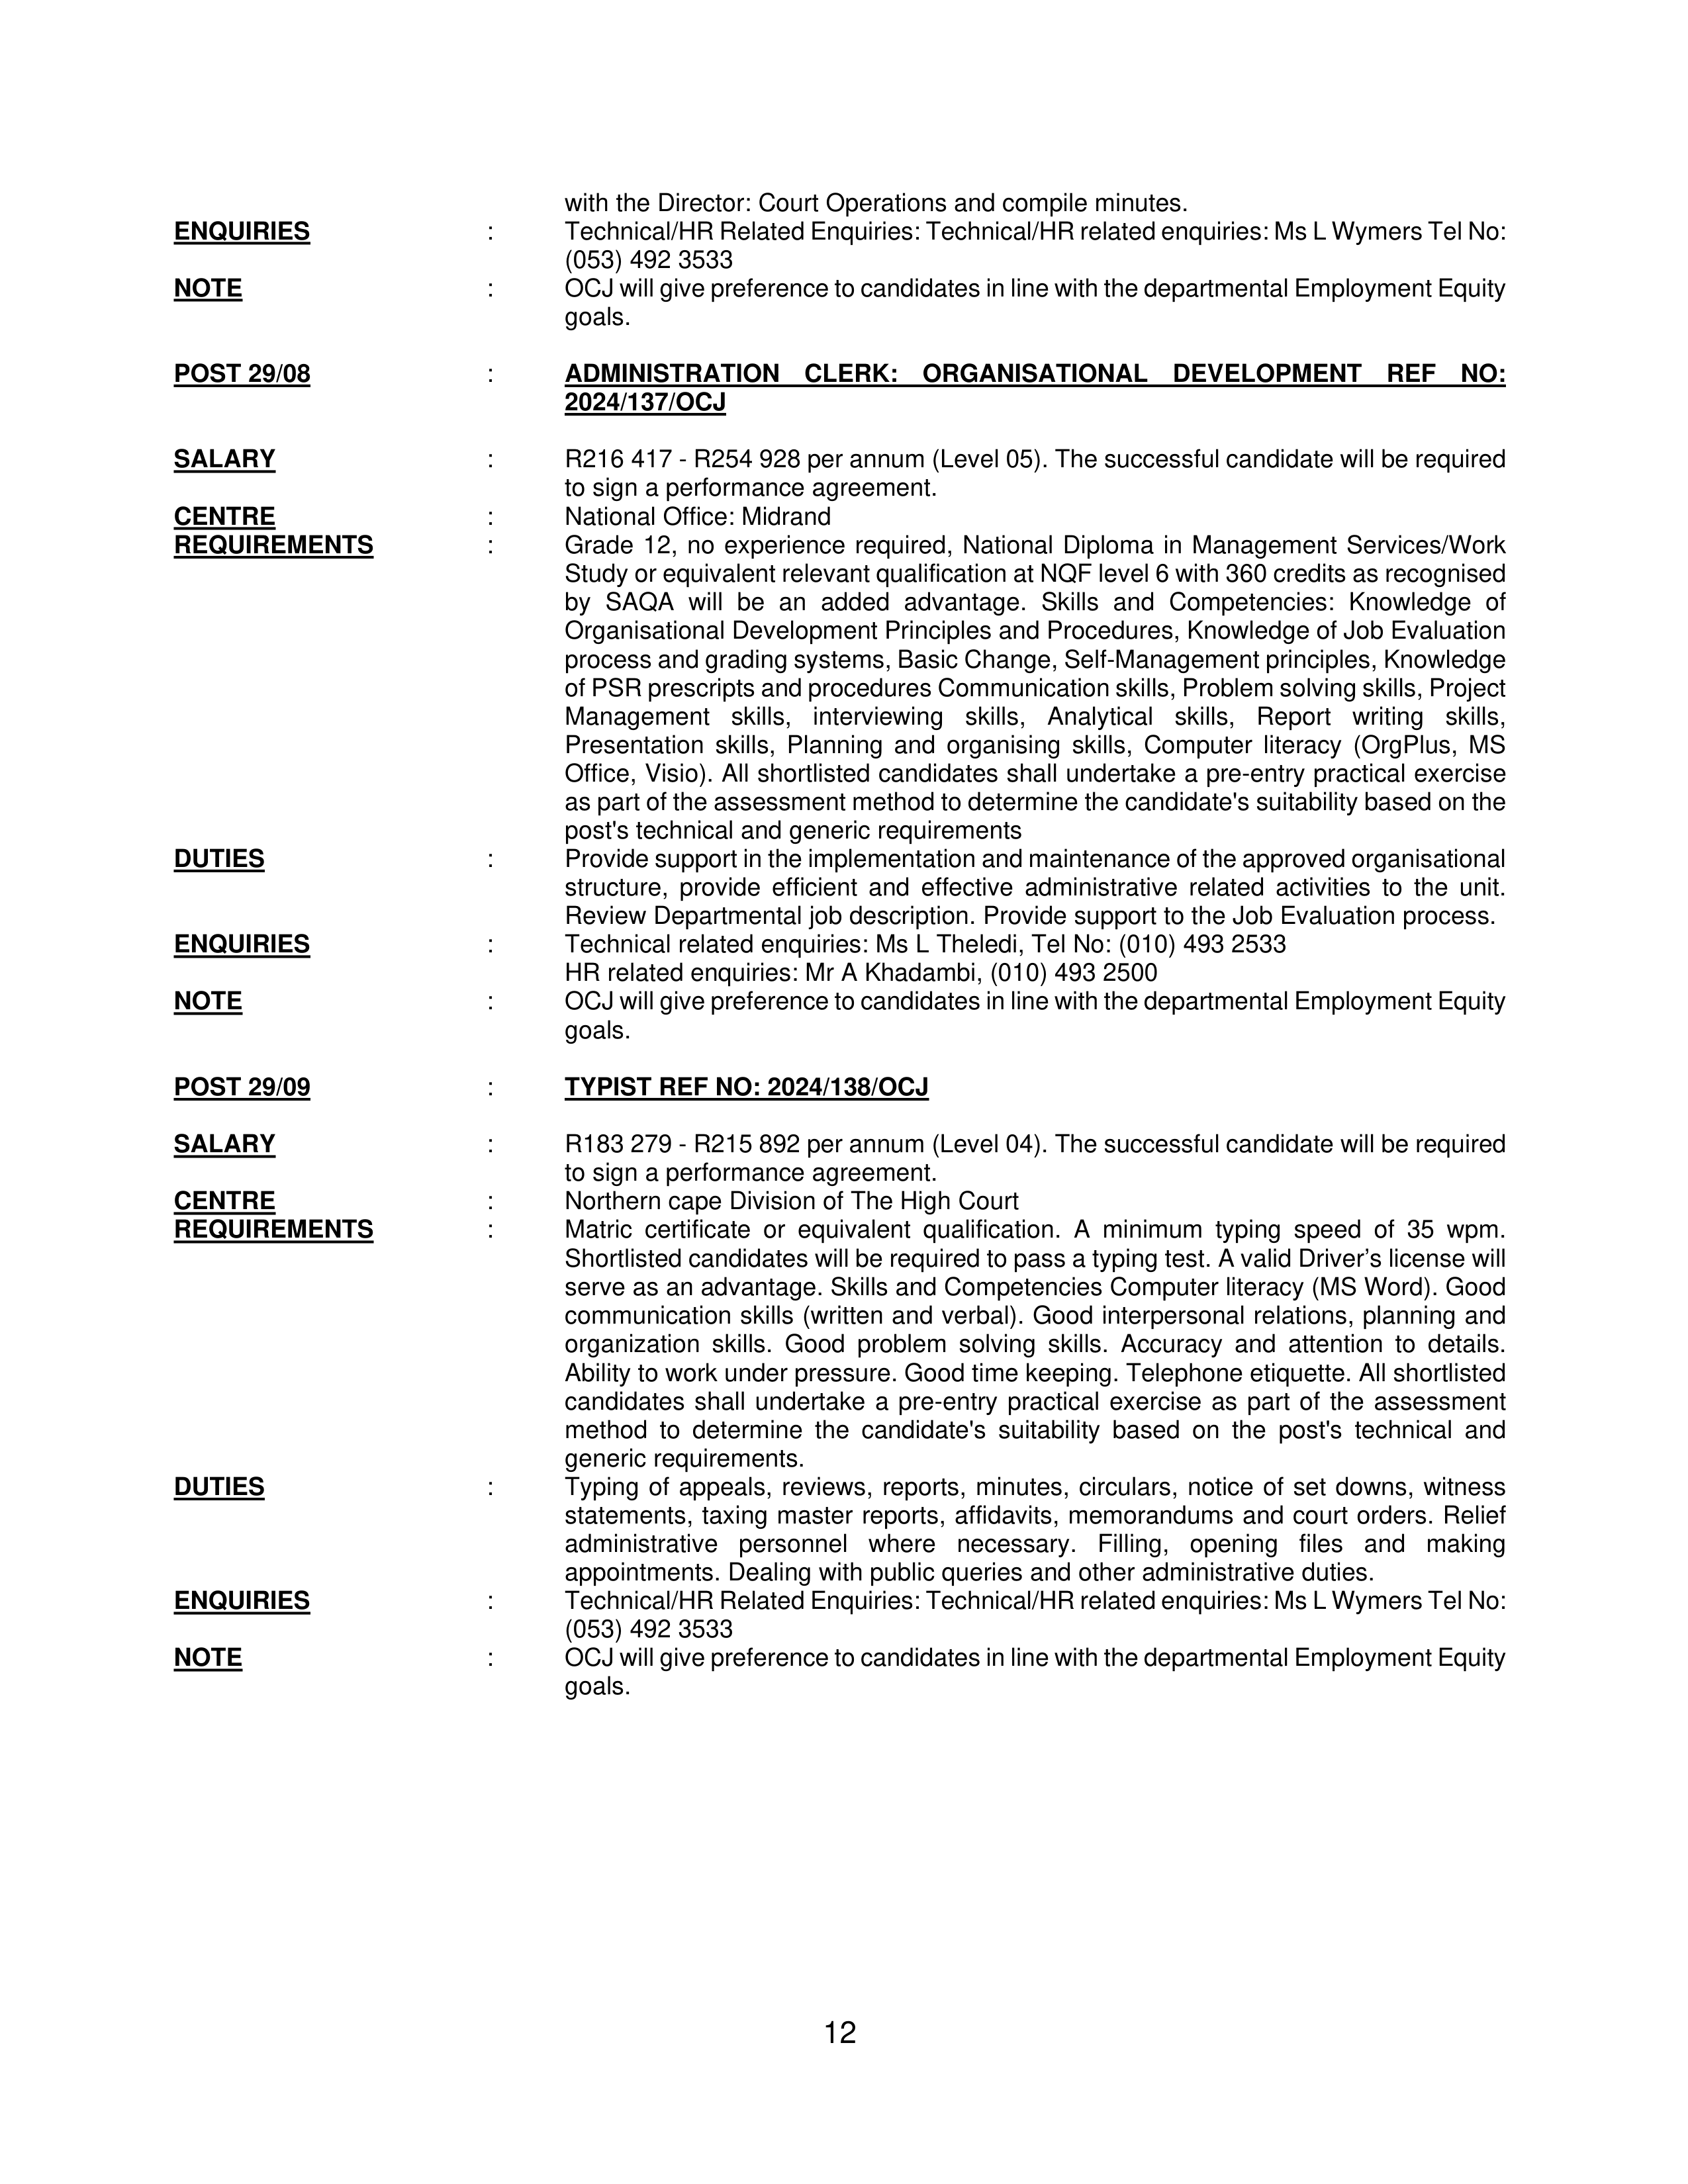 with the Director: Court Operations and compile minutes.
ENQUIRIES : Technical/HR Related Enquiries: Technical/HR related enquiries: Ms L Wymers Tel No:
(053) 492 3533
NOTE : OCJ will give preference to candidates in line with the departmental Employment Equity
goals.
POST 29/08 : ADMINISTRATION CLERK: ORGANISATIONAL DEVELOPMENT REF NO:
2024/137/OCJ
SALARY : R216 417 - R254 928 per annum (Level 05). The successful candidate will be required
to sign a performance agreement.
CENTRE : National Office: Midrand
REQUIREMENTS : Grade 12, no experience required, National Diploma in Management Services/Work
Study or equivalent relevant qualification at NQF level 6 with 360 credits as recognised
by SAQA will be an added advantage. Skills and Competencies: Knowledge of
Organisational Development Principles and Procedures, Knowledge of Job Evaluation
process and grading systems, Basic Change, Self-Management principles, Knowledge
of PSR prescripts and procedures Communication skills, Problem solving skills, Project
Management skills, interviewing skills, Analytical skills, Report writing skills,
Presentation skills, Planning and organising skills, Computer literacy (OrgPlus, MS
Office, Visio). All shortlisted candidates shall undertake a pre-entry practical exercise
as part of the assessment method to determine the candidate's suitability based on the
post's technical and generic requirements
DUTIES : Provide support in the implementation and maintenance of the approved organisational
structure, provide efficient and effective administrative related activities to the unit.
Review Departmental job description. Provide support to the Job Evaluation process.
ENQUIRIES : Technical related enquiries: Ms L Theledi, Tel No: (010) 493 2533
HR related enquiries: Mr A Khadambi, (010) 493 2500
NOTE : OCJ will give preference to candidates in line with the departmental Employment Equity
goals.
POST 29/09 : TYPIST REF NO: 2024/138/OCJ
SALARY : R183 279 - R215 892 per annum (Level 04). The successful candidate will be required
to sign a performance agreement.
CENTRE : Northern cape Division of The High Court
REQUIREMENTS : Matric certificate or equivalent qualification. A minimum typing speed of 35 wpm.
Shortlisted candidates will be required to pass a typing test. A valid Driver’s license will
serve as an advantage. Skills and Competencies Computer literacy (MS Word). Good
communication skills (written and verbal). Good interpersonal relations, planning and
organization skills. Good problem solving skills. Accuracy and attention to details.
Ability to work under pressure. Good time keeping. Telephone etiquette. All shortlisted
candidates shall undertake a pre-entry practical exercise as part of the assessment
method to determine the candidate's suitability based on the post's technical and
generic requirements.
DUTIES : Typing of appeals, reviews, reports, minutes, circulars, notice of set downs, witness
statements, taxing master reports, affidavits, memorandums and court orders. Relief
administrative personnel where necessary. Filling, opening files and making
appointments. Dealing with public queries and other administrative duties.
ENQUIRIES : Technical/HR Related Enquiries: Technical/HR related enquiries: Ms L Wymers Tel No:
(053) 492 3533
NOTE : OCJ will give preference to candidates in line with the departmental Employment Equity
goals.
12